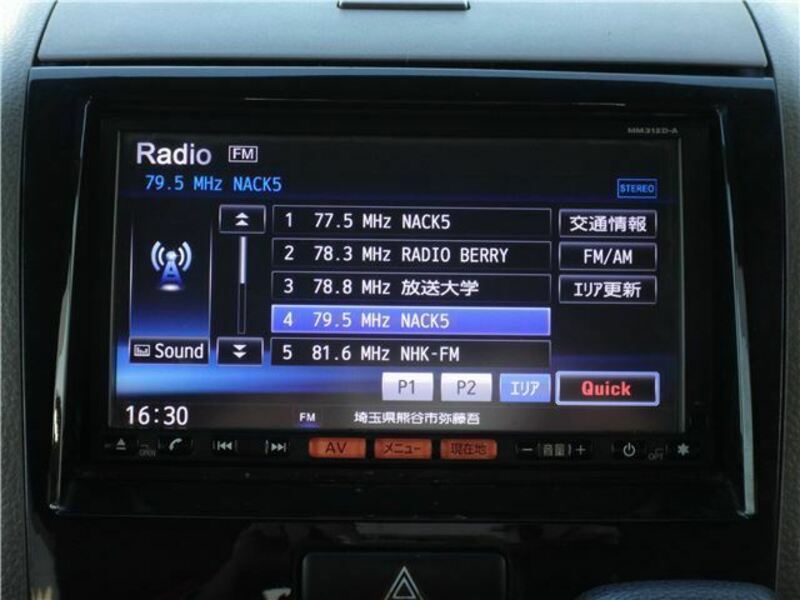 MM312D-A
Radio FM
79.5 MHz NACK5
STEREO
1 77.5 MHz NACK5
交通情報
2 78.3 MHz RADIO BERRY
FM/AM
3 78.8 MHz 放送大学
エリア更新
4 79.5 MHz NACK5
Sound
5 81.6 MHz NHK-FM
P1 P2 エリア Quick
16:30 FM 埼玉県熊谷市弥藤吾
OPEN AV メニュー 現在地 − 音量 + OFF